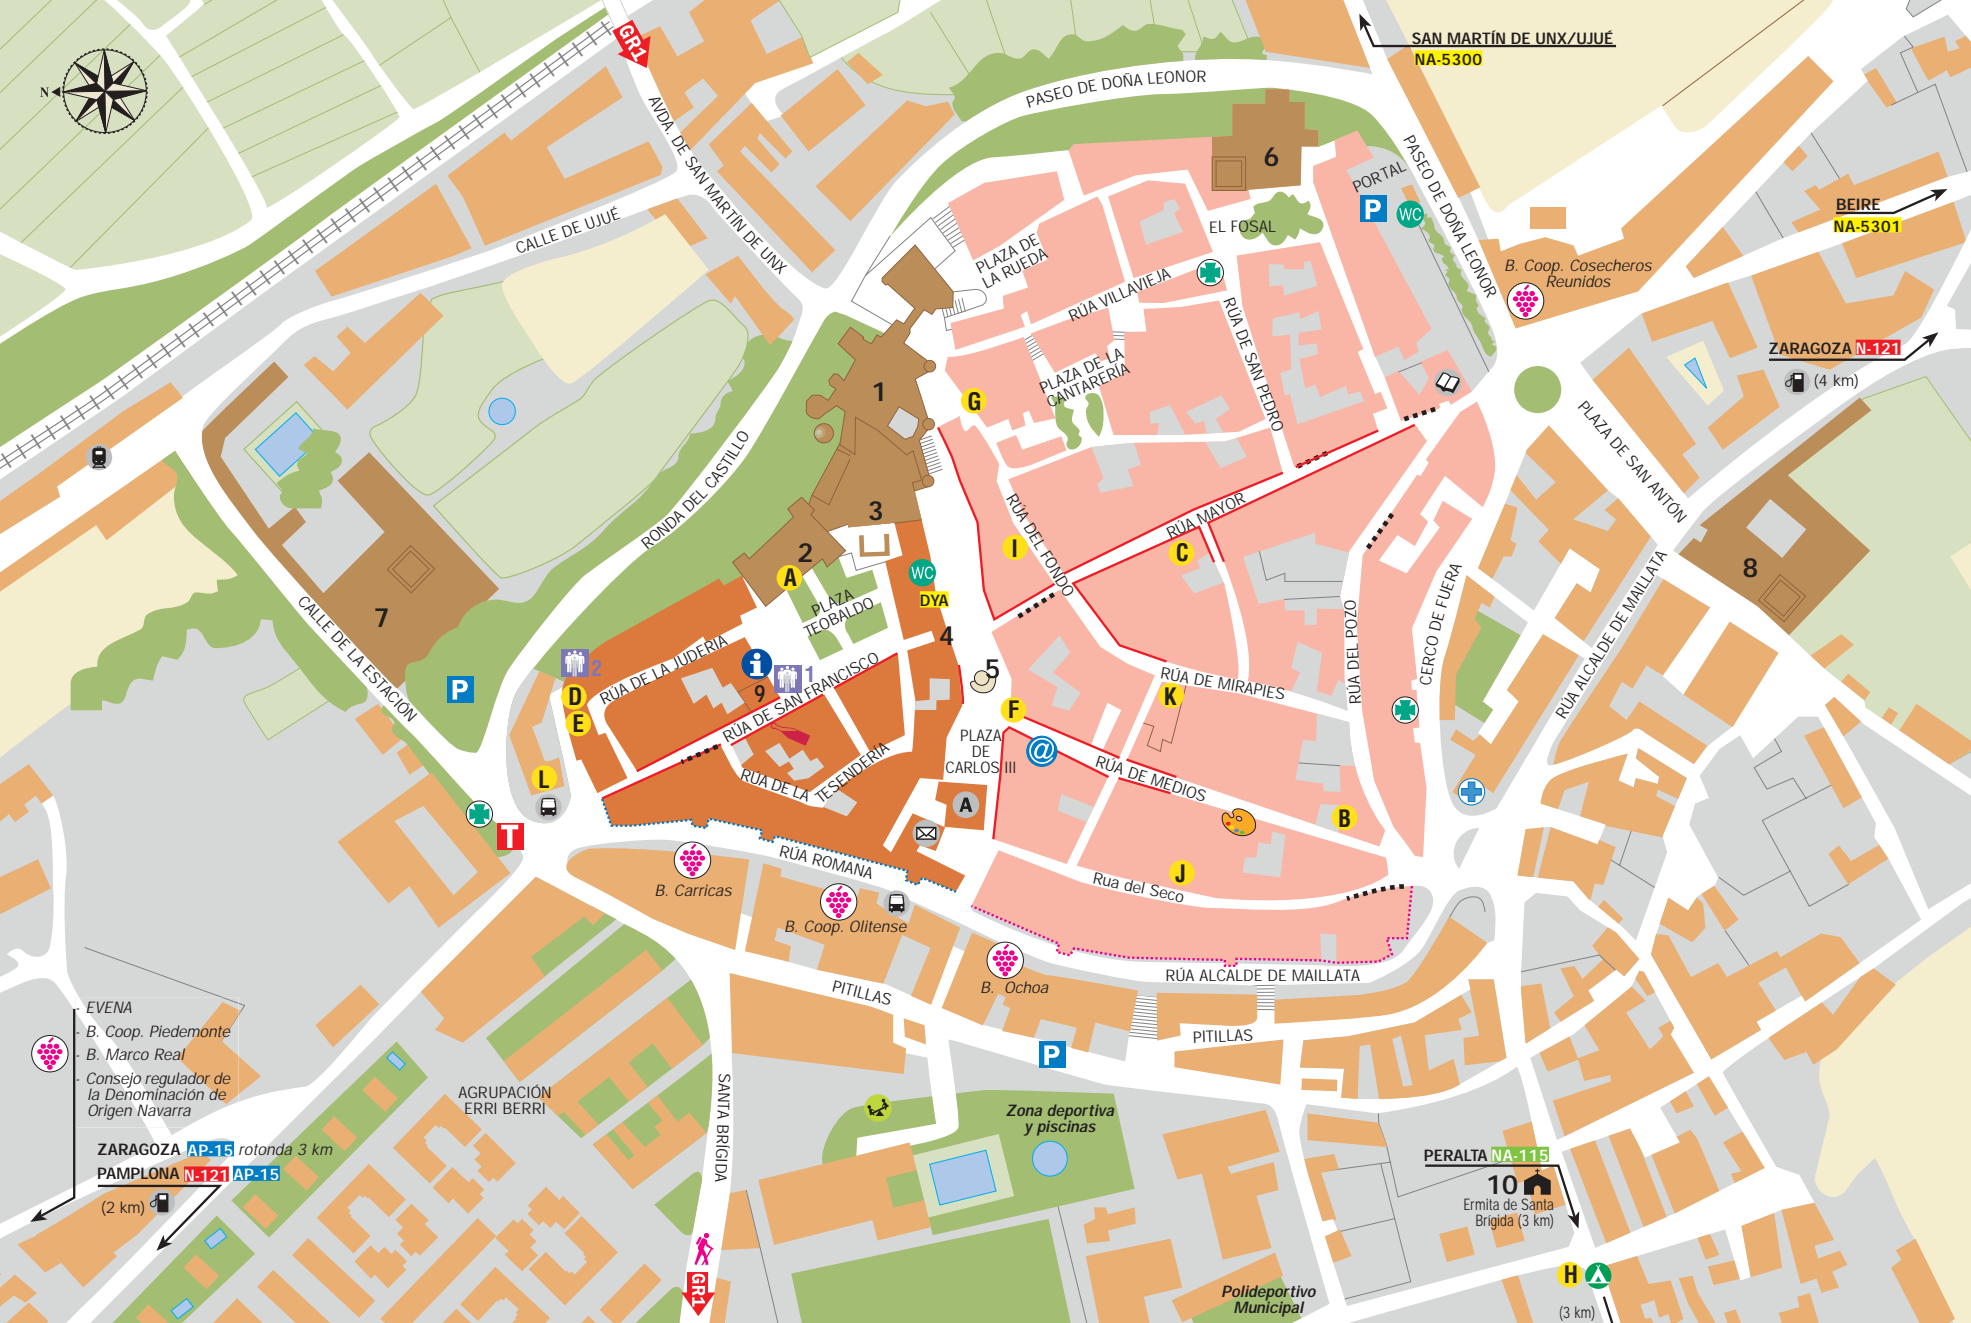 GR1
SAN MARTÍN DE UNX/UJUÉ
NA-5300
N
PASEO DE DOÑA LEONOR
AVDA. DE SAN MARTÍN DE UNX
6
PASEO DE DOÑA LEONOR
PORTAL
P
WC
BEIRE
NA-5301
CALLE DE UJUÉ
EL FOSAL
PLAZA DE
LA RUEDA
B. Coop. Cosecheros
Reunidos
RÚA VILLAVIEJA
RÚA DE SAN PEDRO
ZARAGOZA N-121
(4 km)
PLAZA DE LA
CANTARERÍA
1
G
PLAZA DE SAN ANTÓN
RONDA DEL CASTILLO
3
RÚA DEL FONDO
RÚA MAYOR
I
C
2
A
WC
DYA
8
PLAZA
TEOBALDO
7
CALLE DE LA ESTACIÓN
4
RÚA DEL POZO
CERCO DE FUERA
RÚA ALCALDE DE MAILLATA
P
2
D
E
RÚA DE LA JUDERIA
i
1
9
RÚA DE SAN FRANCISCO
5
F
RÚA DE MIRAPIES
K
PLAZA
DE
CARLOS III
@
RÚA DE MEDIOS
RÚA DE LA
TESENDERÍA
L
A
B
T
RÚA ROMANA
J
Rua del Seco
B. Carricas
B. Coop. Olitense
RÚA ALCALDE DE MAILLATA
B. Ochoa
PITILLAS
PITILLAS
P
- EVENA
- B. Coop. Piedemonte
- B. Marco Real
- Consejo regulador de
la Denominación de
Origen Navarra
AGRUPACIÓN
ERRI BERRI
SANTA BRÍGIDA
Zona deportiva
y piscinas
ZARAGOZA AP-15 rotonda 3 km
PAMPLONA N-121 AP-15
(2 km)
PERALTA NA-115
10
Ermita de Santa
Brígida (3 km)
GR1
Polideportivo
Municipal
H
(3 km)